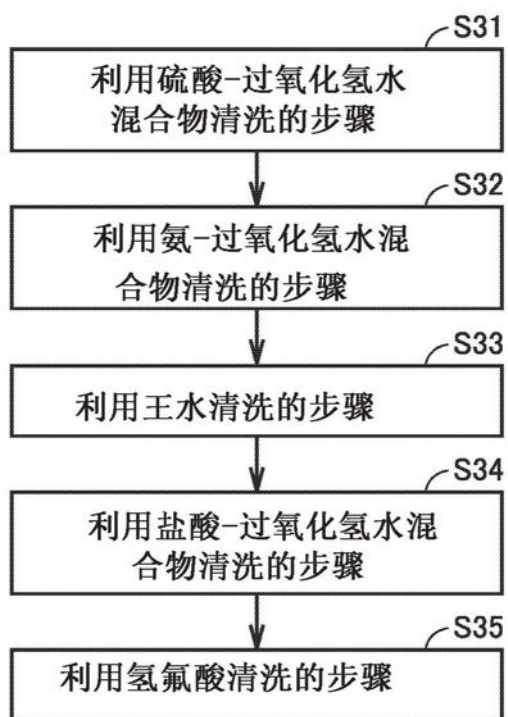 S31
利用硫酸-过氧化氢水
混合物清洗的步骤
S32
利用氨-过氧化氢水混
合物清洗的步骤
S33
利用王水清洗的步骤
S34
利用盐酸-过氧化氢水混
合物清洗的步骤
S35
利用氢氟酸清洗的步骤